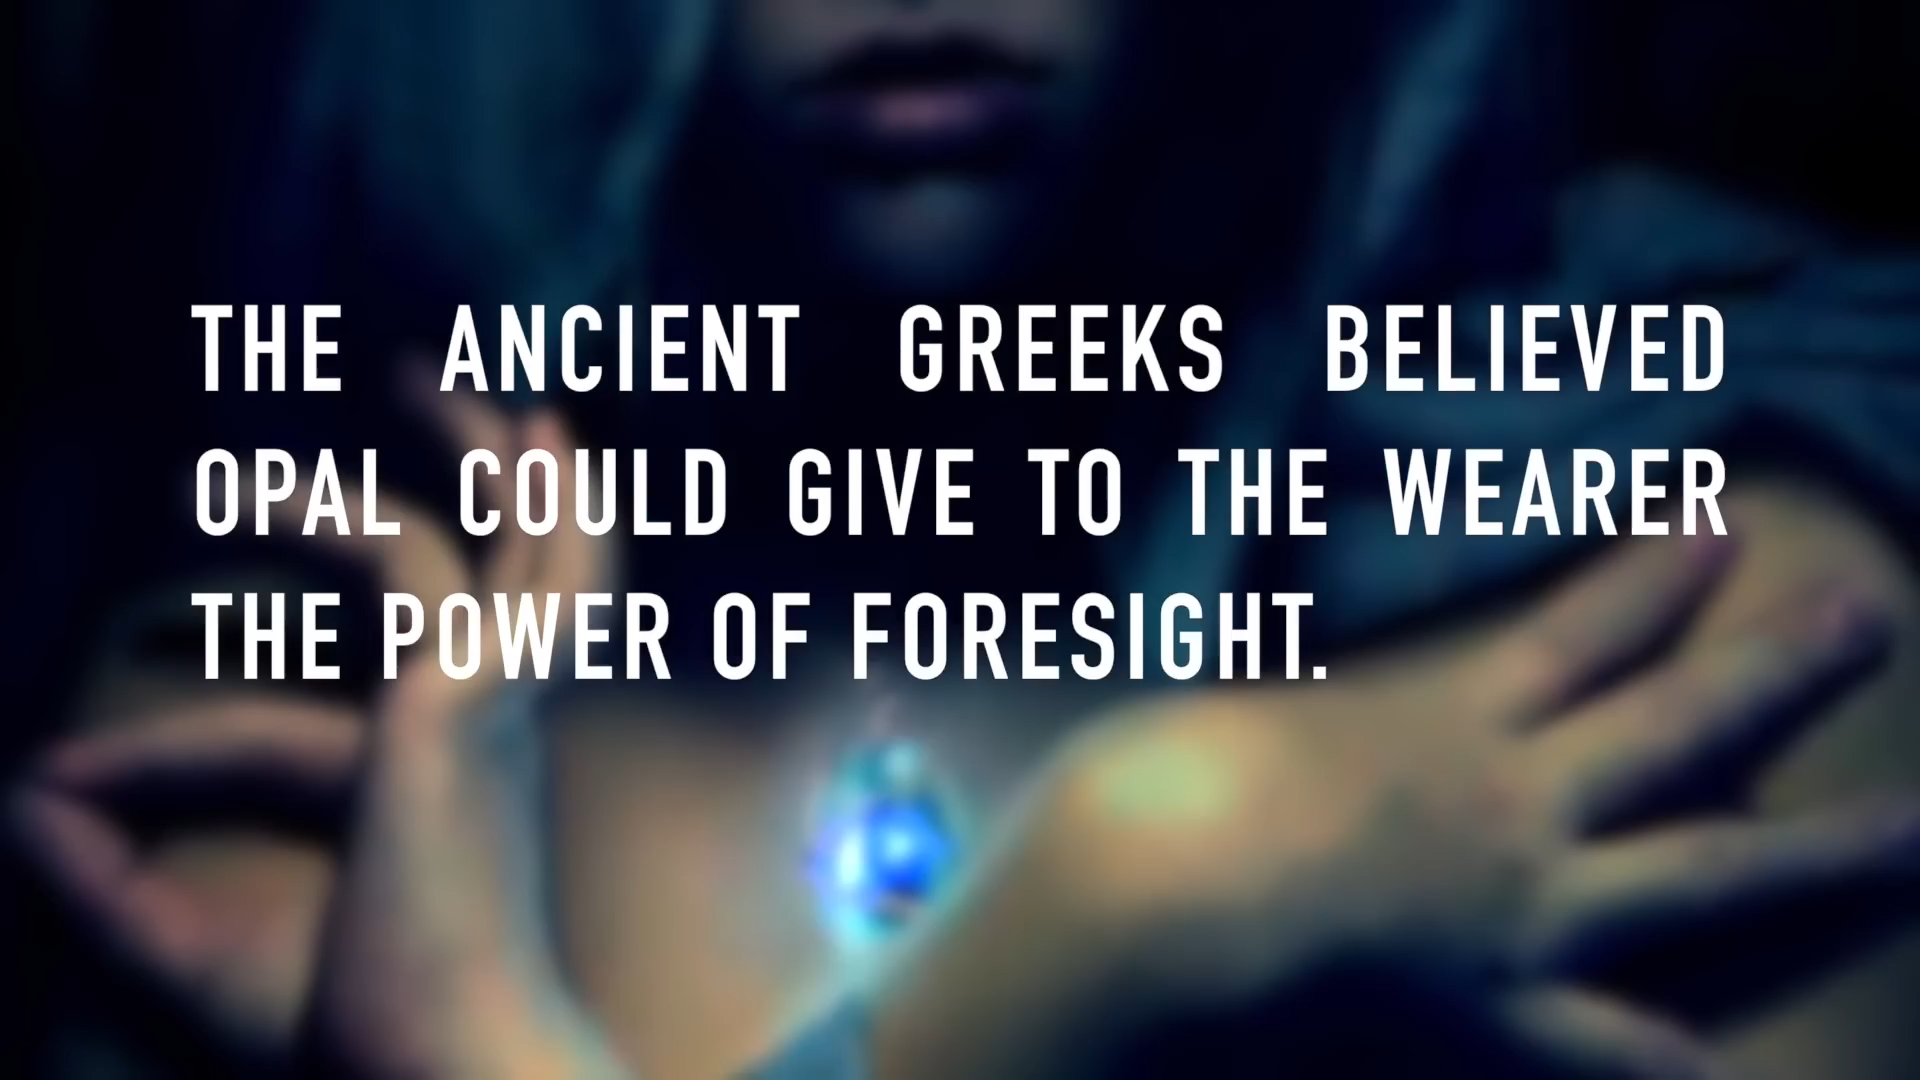 THE ANCIENT GREEKS BELIEVED
OPAL COULD GIVE TO THE WEARER
THE POWER OF FORESIGHT.